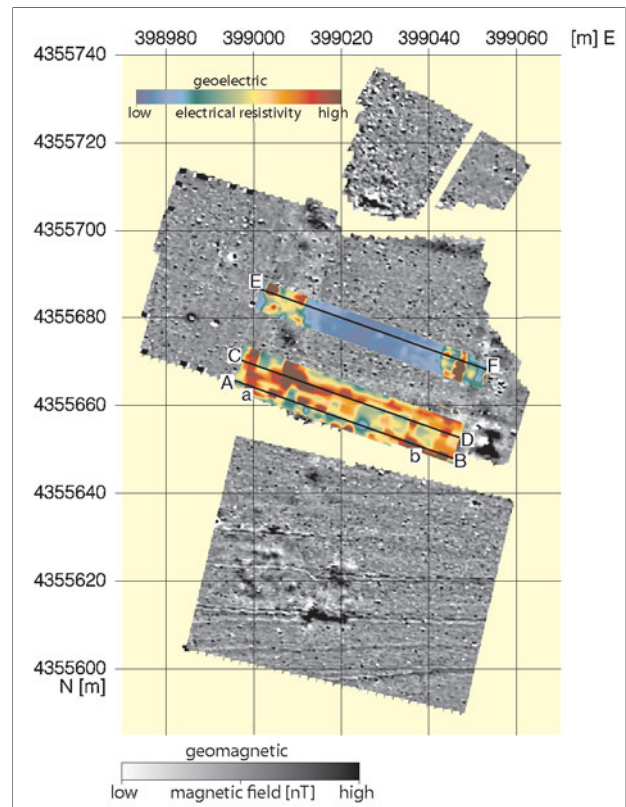 398980 399000 399020 399040 399060 [m] E
4355740
geoelectric
low electrical resistivity high
4355720
4355700
E
4355680
F
C
A
a
4355660
D
b
B
4355640
4355620
4355600
N [m]
geomagnetic
low magnetic field [nT] high